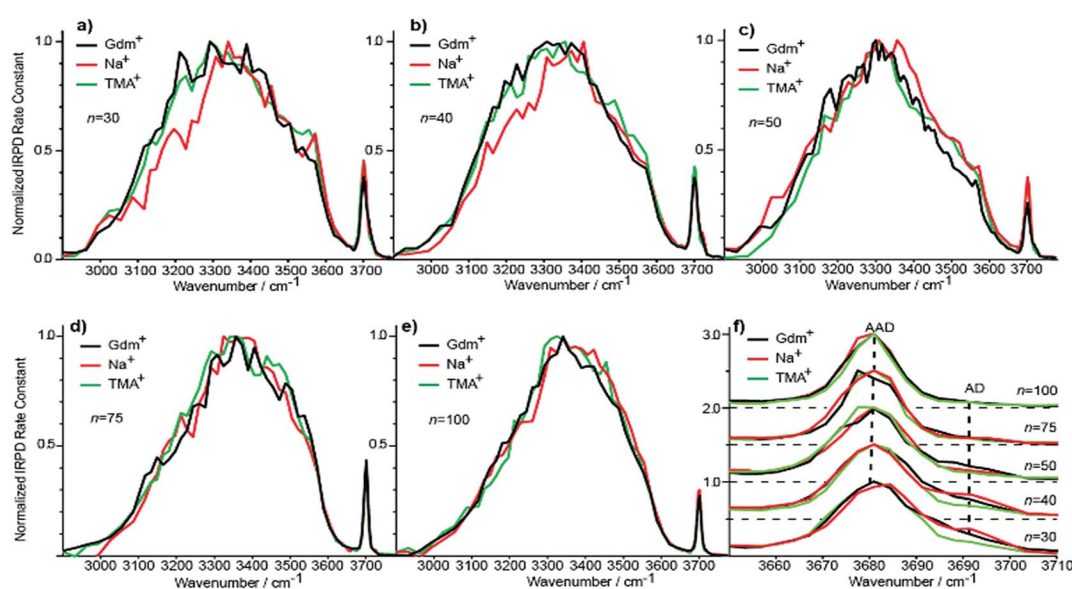 a)
Gdm+
Na+
TMA+
n=30
Normalized IRPD Rate Constant
1.0
0.5
0.0
3000 3100 3200 3300 3400 3500 3600 3700
Wavenumber / cm-1
b)
Gdm+
Na+
TMA+
n=40
1.0
0.5
3000 3100 3200 3300 3400 3500 3600 3700
Wavenumber / cm-1
c)
Gdm+
Na+
TMA+
n=50
1.0
0.5
3000 3100 3200 3300 3400 3500 3600 3700
Wavenumber / cm-1
d)
Gdm+
Na+
TMA+
n=75
Normalized IRPD Rate Constant
1.0
0.5
3000 3100 3200 3300 3400 3500 3600 3700
Wavenumber / cm-1
e)
Gdm+
Na+
TMA+
n=100
1.0
0.5
3000 3100 3200 3300 3400 3500 3600 3700
Wavenumber / cm-1
f)
Gdm+
Na+
TMA+
AAD
AD
3.0
2.0
1.0
n=100
n=75
n=50
n=40
n=30
3660 3670 3680 3690 3700 3710
Wavenumber / cm-1